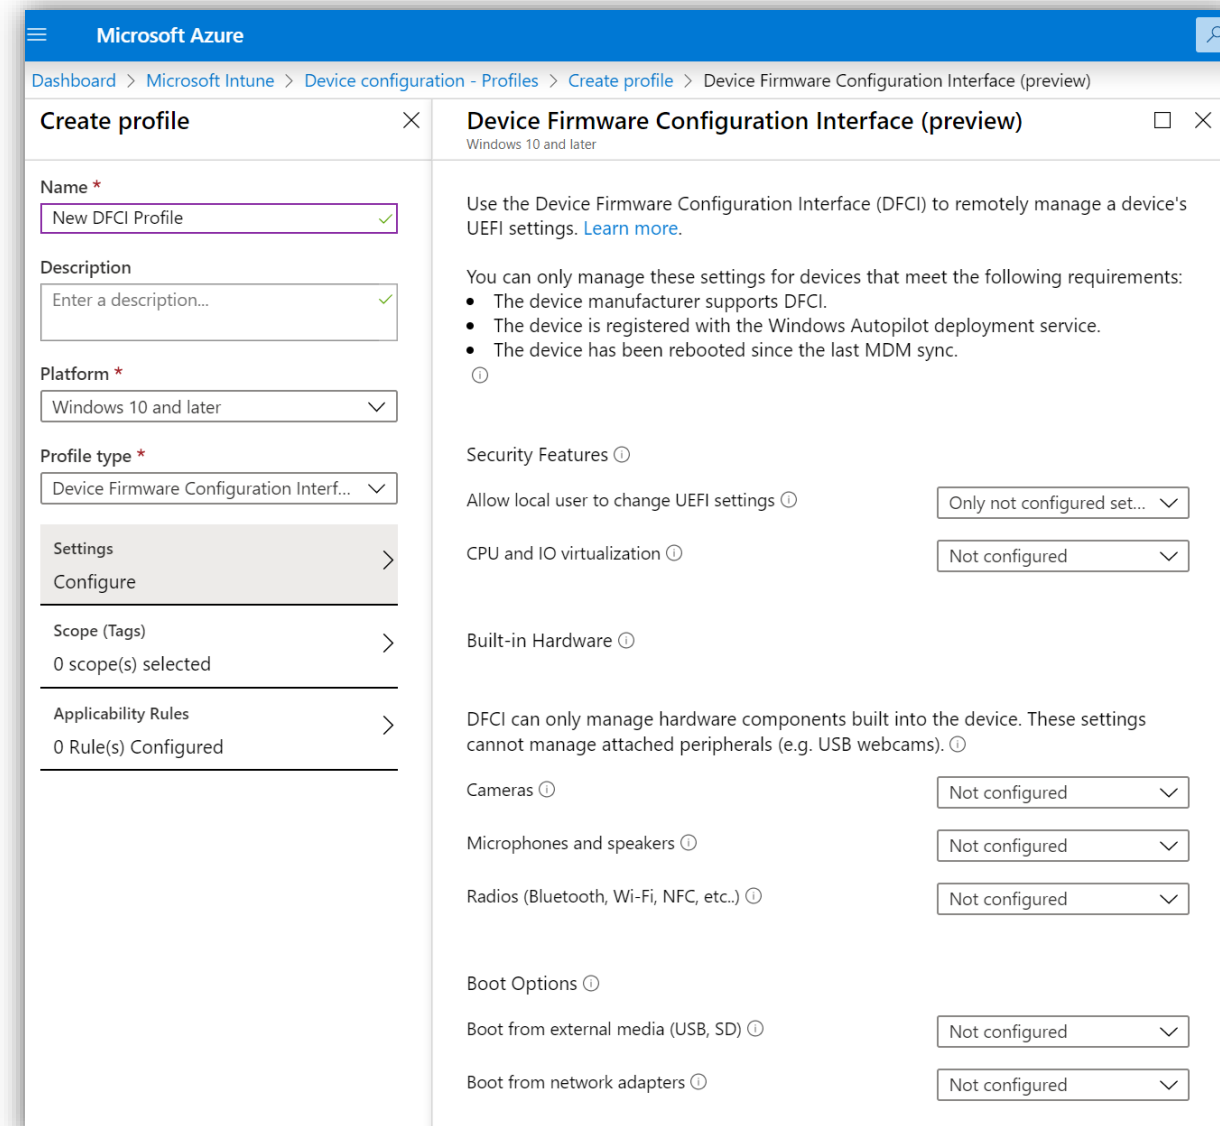 Microsoft Azure
Dashboard > Microsoft Intune > Device configuration - Profiles > Create profile > Device Firmware Configuration Interface (preview)
Create profile
Name *
New DFCI Profile
Description
Enter a description...
Platform *
Windows 10 and later
Profile type *
Device Firmware Configuration Interf...
Settings
Configure
Scope (Tags)
0 scope(s) selected
Applicability Rules
0 Rule(s) Configured
Device Firmware Configuration Interface (preview)
Windows 10 and later
Use the Device Firmware Configuration Interface (DFCI) to remotely manage a device's
UEFI settings. Learn more.
You can only manage these settings for devices that meet the following requirements:
• The device manufacturer supports DFCI.
• The device is registered with the Windows Autopilot deployment service.
• The device has been rebooted since the last MDM sync.
Security Features
Allow local user to change UEFI settings Only not configured set...
CPU and IO virtualization Not configured
Built-in Hardware
DFCI can only manage hardware components built into the device. These settings
cannot manage attached peripherals (e.g. USB webcams).
Cameras Not configured
Microphones and speakers Not configured
Radios (Bluetooth, Wi-Fi, NFC, etc..) Not configured
Boot Options
Boot from external media (USB, SD) Not configured
Boot from network adapters Not configured